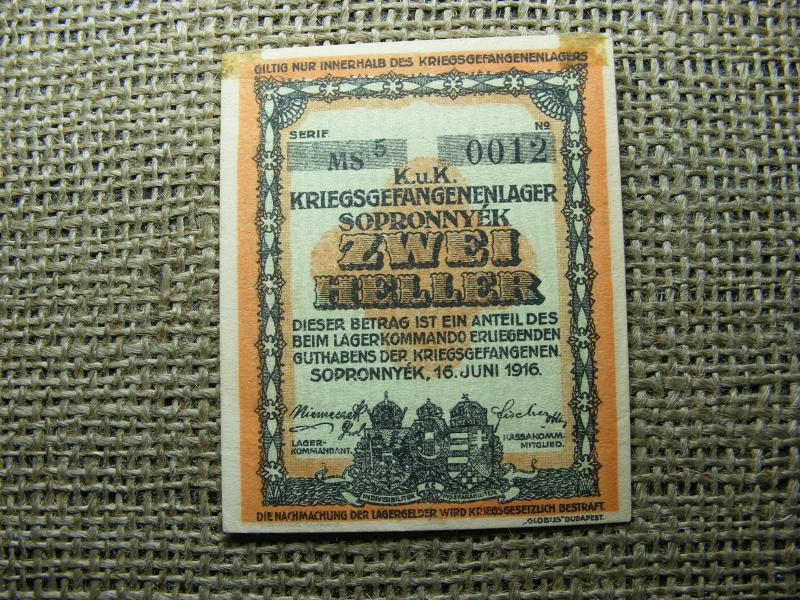 GILTIG NUR INNERHALB DES KRIEGSGEFANGENENLAGERS
SERIE No
MS 5 0012
K.u.K.
KRIEGSGEFANGENENLAGER
SOPRONNYÉK
ZWEI
HELLER
DIESER BETRAG IST EIN ANTEIL DES
BEIM LAGERKOMMANDO ERLIEGENDEN
GUTHABENS DER KRIEGSGEFANGENEN.
SOPRONNYÉK, 16. JUNI 1916.
LAGER-
KOMMANDANT.
KASSAKOMM.
MITGLIED.
INDIVISIBILITER INSEPARABILITER
DIE NACHMACHUNG DER LAGERGELDER WIRD KRIEGSGESETZLICH BESTRAFT.
„GLOBUS" BUDAPEST.